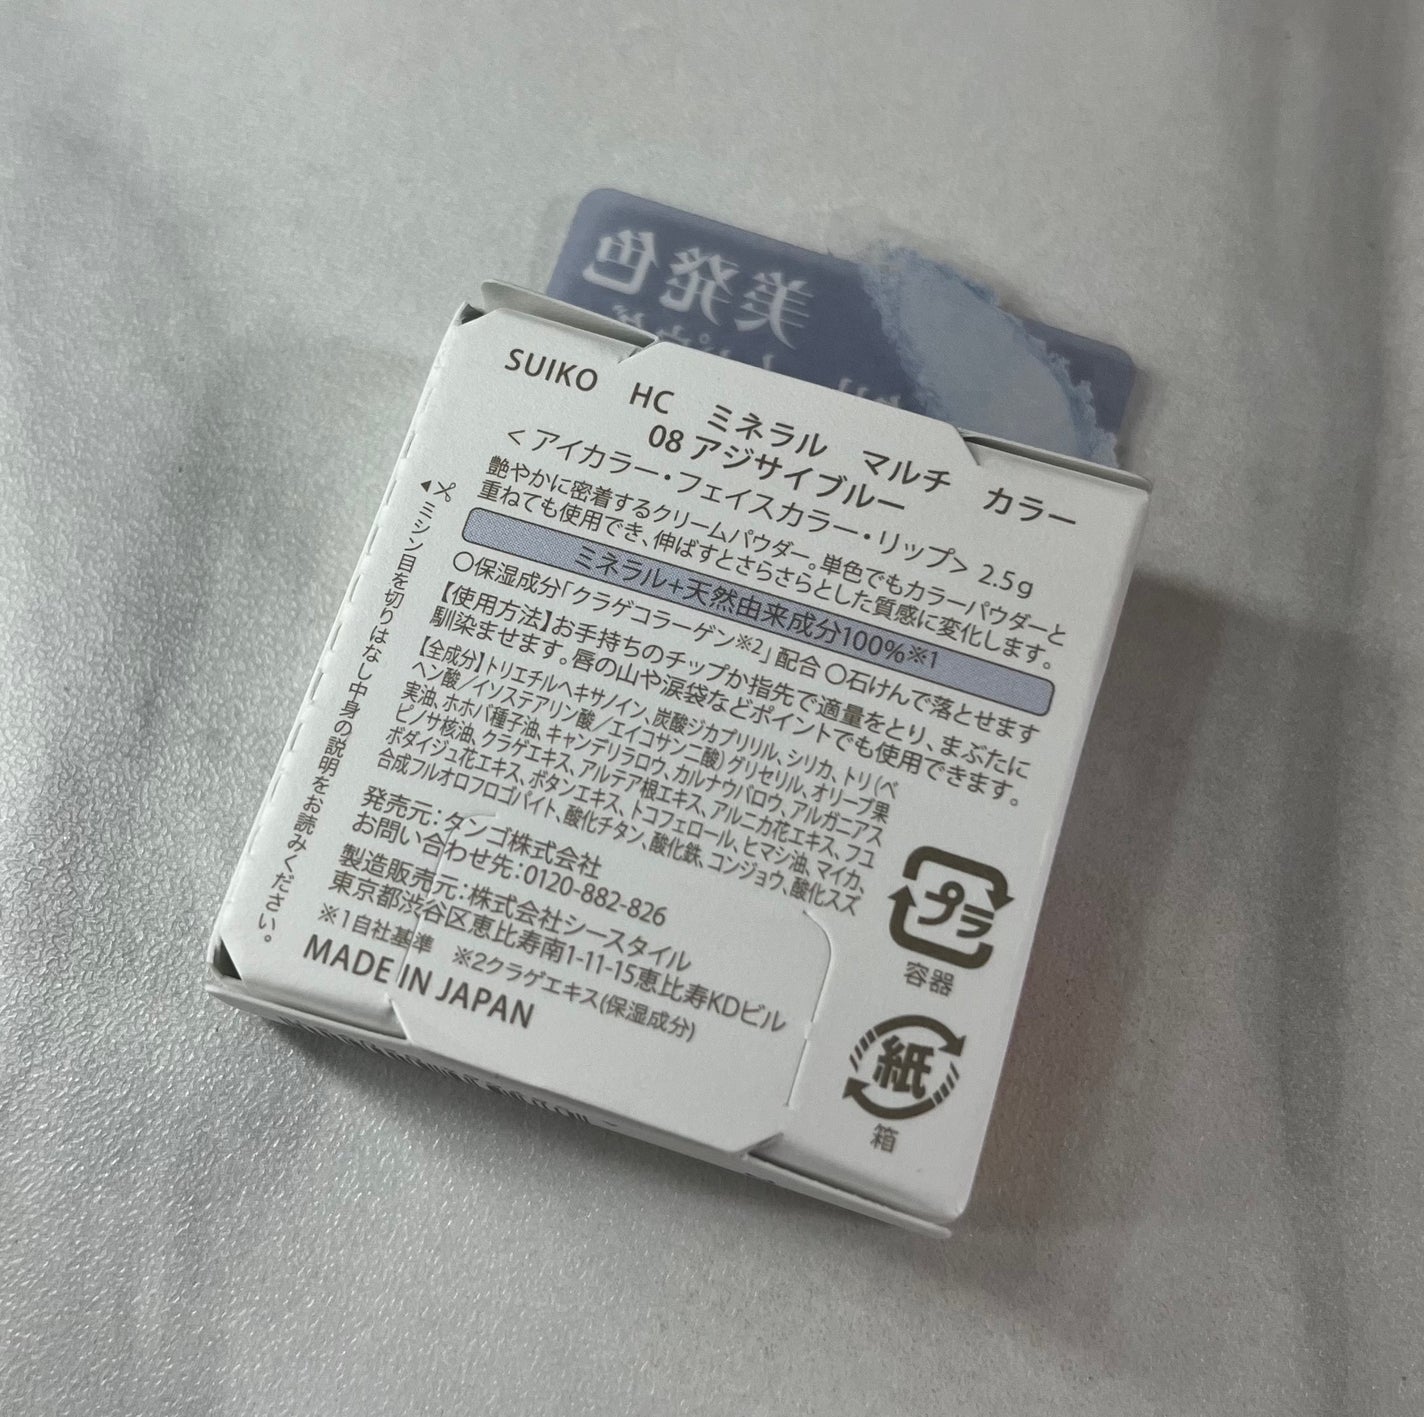 美発色
SUIKO HC ミネラル マルチ カラー
08 アジサイブルー
<アイカラー・フェイスカラー・リップ> 2.5g
艶やかに密着するクリームパウダー。単色でもカラーパウダーと
重ねても使用でき、伸ばすとさらさらとした質感に変化します。
ミネラル+天然由来成分100%※1
○保湿成分「クラゲコラーゲン※2」配合 ○石けんで落とせます
【使用方法】お手持ちのチップか指先で適量をとり、まぶたに
馴染ませます。唇の山や涙袋などポイントでも使用できます。
【全成分】トリエチルヘキサノイン、炭酸ジカプリリル、シリカ、トリ(ベ
ヘン酸/イソステアリン酸/エイコサン二酸)グリセリル、オリーブ果
実油、ホホバ種子油、キャンデリラロウ、カルナウバロウ、アルガニアス
ピノサ核油、クラゲエキス、アルテア根エキス、アルニカ花エキス、フユ
ボダイジュ花エキス、ボタンエキス、トコフェロール、ヒマシ油、マイカ、
合成フルオロフロゴパイト、酸化チタン、酸化鉄、コンジョウ、酸化スズ
発売元:タンゴ株式会社
お問い合わせ先:0120-882-826
製造販売元:株式会社シースタイル
東京都渋谷区恵比寿南1-11-15恵比寿KDビル
※1自社基準 ※2クラゲエキス(保湿成分)
MADE IN JAPAN
◀ミシン目を切りはなし中身の説明をお読みください。
プラ
容器
紙
箱